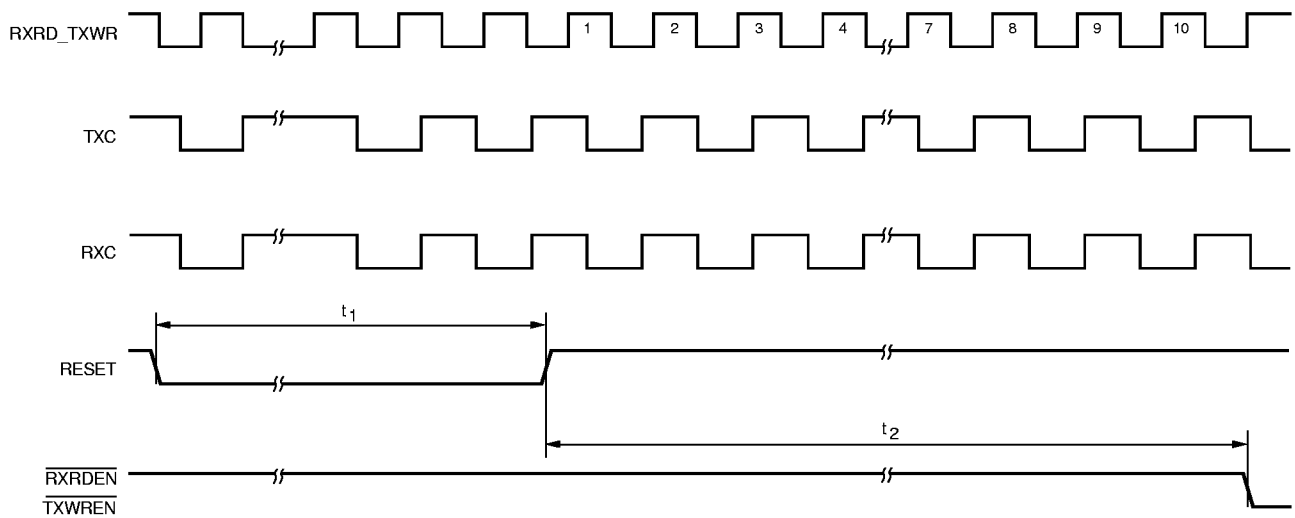 RXRD_TXWR 1 2 3 4 7 8 9 10
TXC
RXC
t1
RESET
t2
RXRDEN
TXWREN